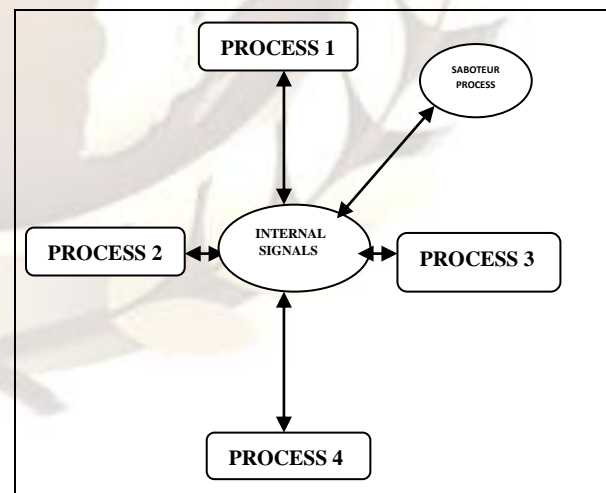 PROCESS 1
SABOTEUR
PROCESS
INTERNAL
SIGNALS
PROCESS 2
PROCESS 3
PROCESS 4